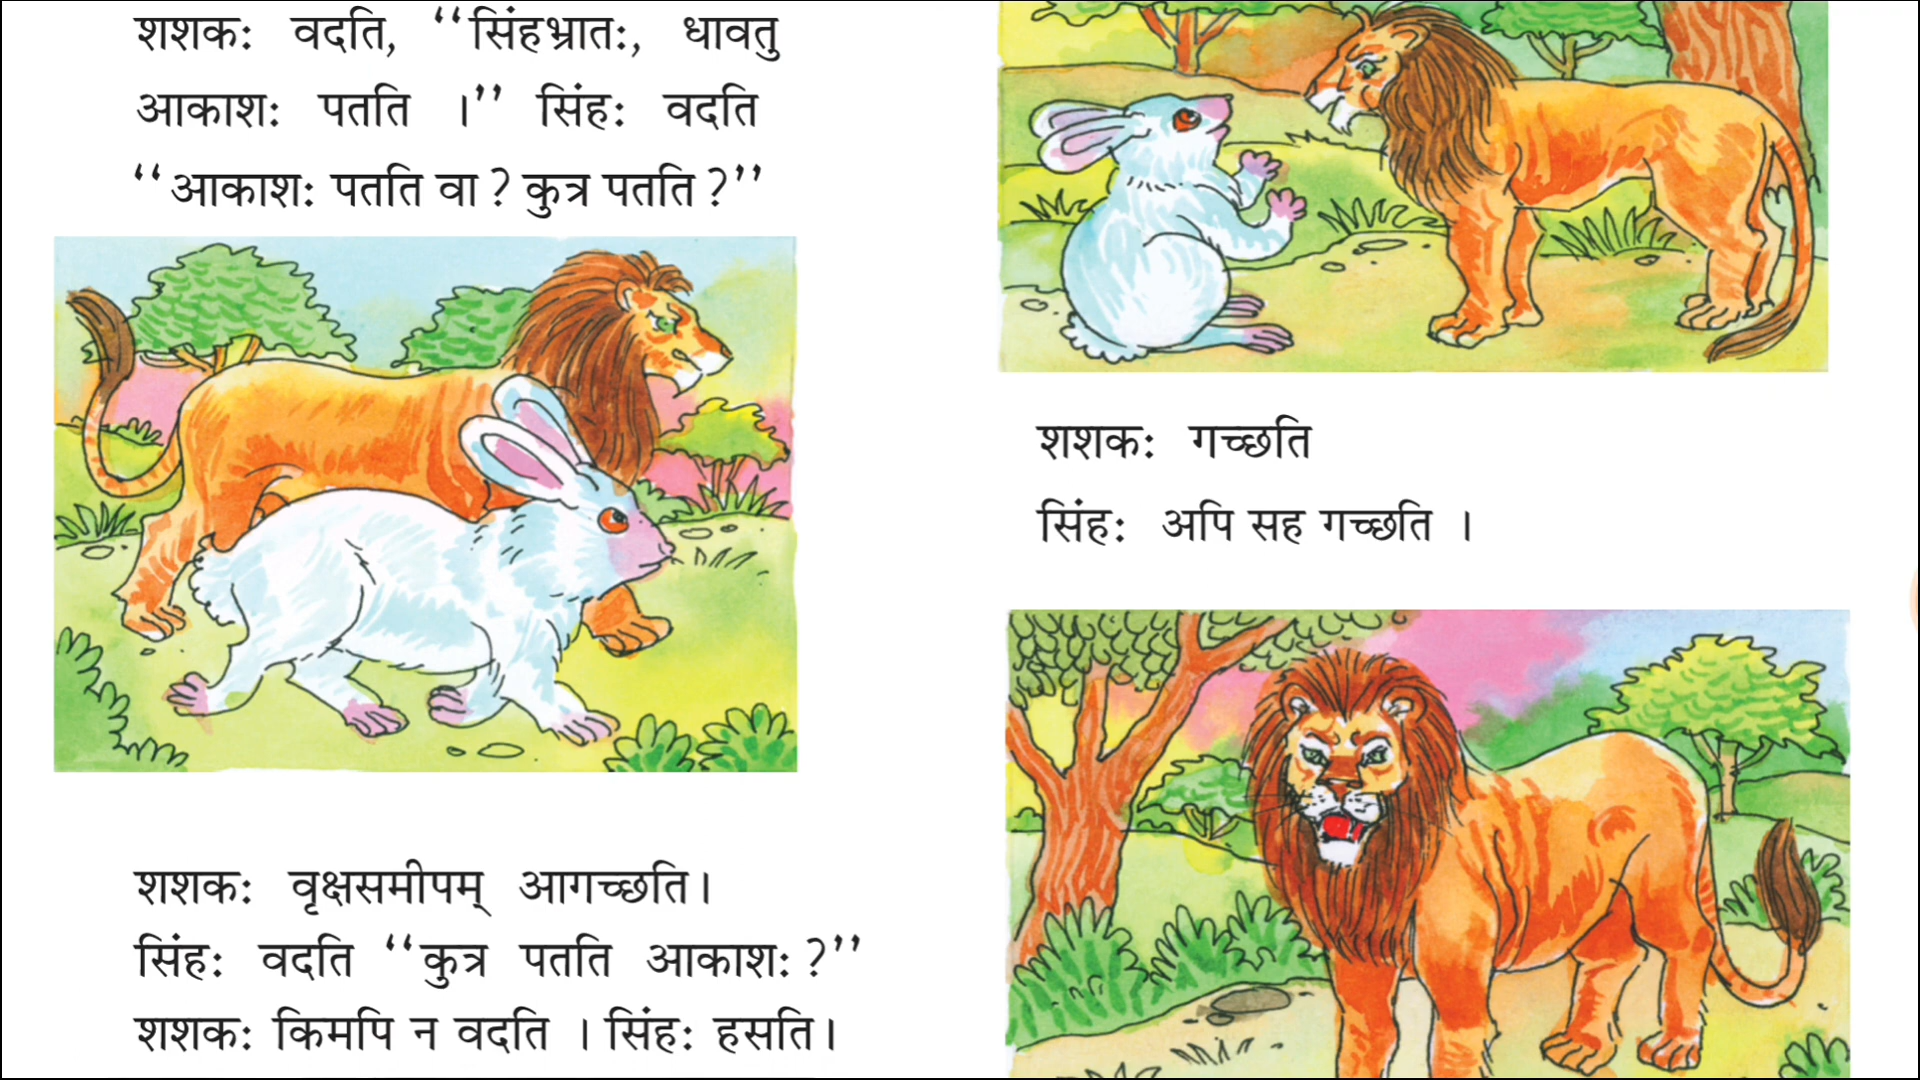 शशकः वदति, “सिंहभ्रातः, धावतु
आकाशः पतति ।” सिंहः वदति
“आकाशः पतति वा ? कुत्र पतति ?”
शशकः गच्छति
सिंहः अपि सह गच्छति ।
शशकः वृक्षसमीपम् आगच्छति।
सिंहः वदति “कुत्र पतति आकाशः ?”
शशकः किमपि न वदति । सिंहः हसति।